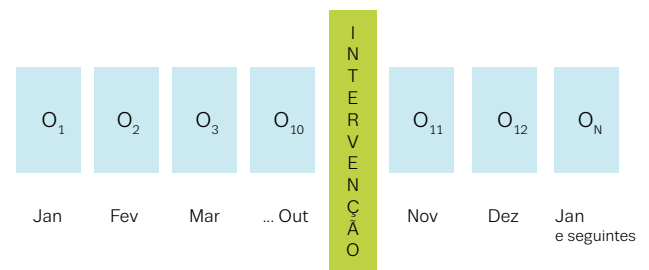 O1 O2 O3 O10 INTERVENÇÃO O11 O12 ON
Jan Fev Mar ... Out Nov Dez Jan
e seguintes